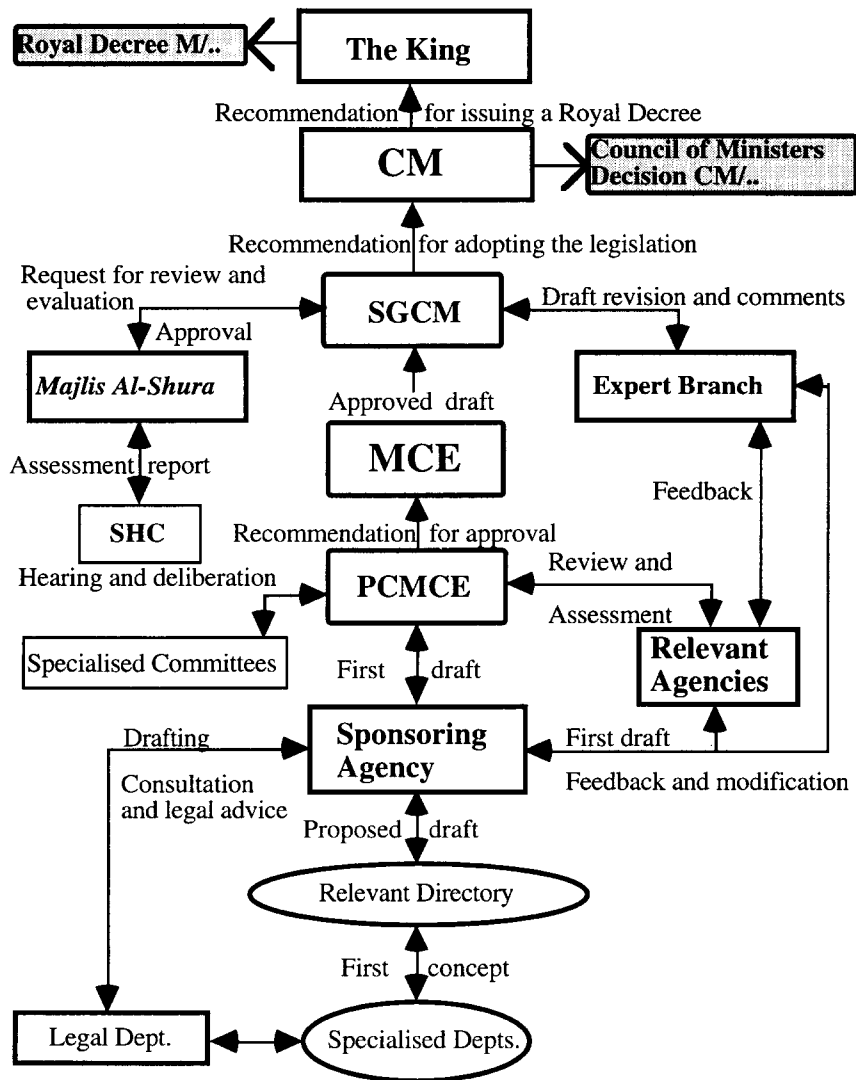 Royal Decree M/..
The King
Recommendation for issuing a Royal Decree
CM
Council of Ministers
Decision CM/..
Recommendation for adopting the legislation
Request for review and
evaluation
SGCM
Draft revision and comments
Approval
Majlis Al-Shura
Expert Branch
Approved draft
MCE
Assessment report
Feedback
SHC
Recommendation for approval
Hearing and deliberation
PCMCE
Review and
Assessment
Specialised Committees
Relevant
Agencies
First draft
Drafting
Sponsoring
Agency
First draft
Consultation
and legal advice
Feedback and modification
Proposed draft
Relevant Directory
First concept
Legal Dept.
Specialised Depts.